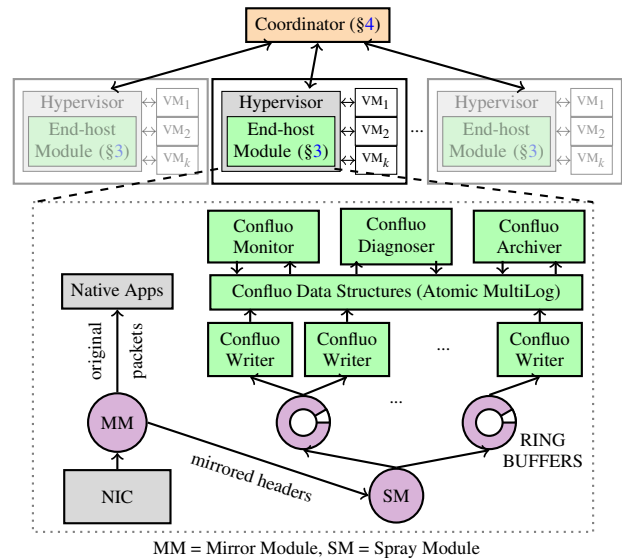 Coordinator (§4)
Hypervisor
End-host
Module (§3)
VM1
VM2
VMk
Hypervisor
End-host
Module (§3)
VM1
VM2
VMk
...
Hypervisor
End-host
Module (§3)
VM1
VM2
VMk
Confluo
Monitor
Confluo
Diagnoser
Confluo
Archiver
Native Apps
Confluo Data Structures (Atomic MultiLog)
original
packets
Confluo
Writer
Confluo
Writer
...
Confluo
Writer
...
MM
RING
BUFFERS
mirrored headers
NIC
SM
MM = Mirror Module, SM = Spray Module